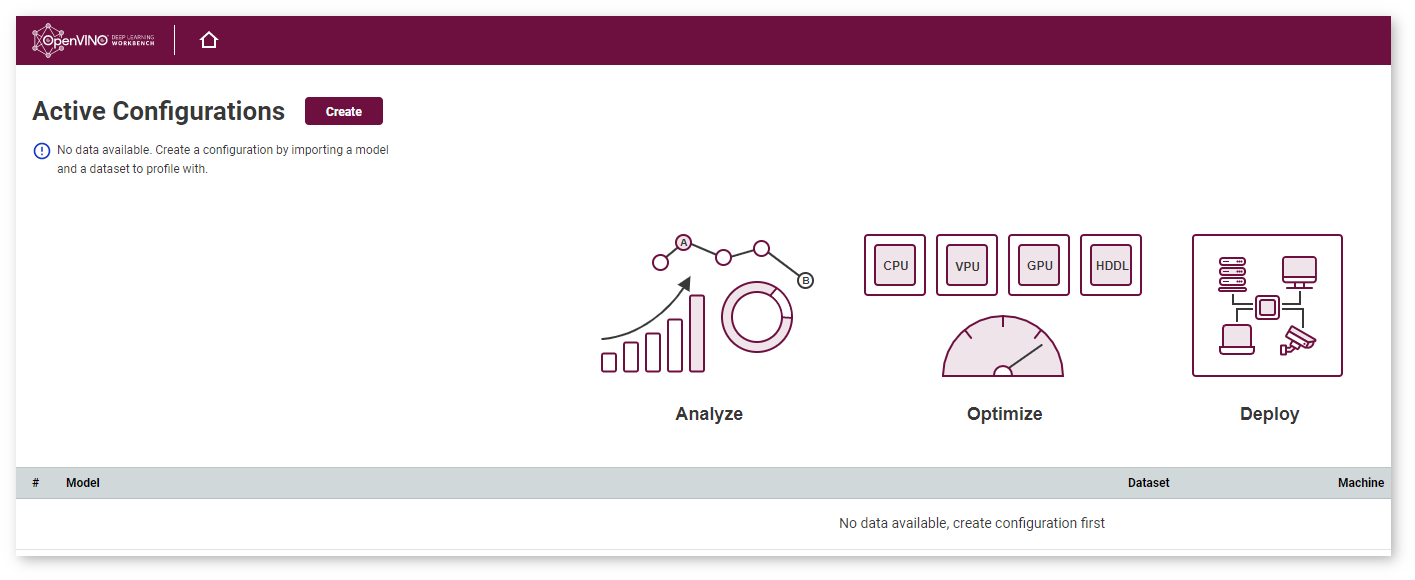 OpenVINO DEEP LEARNING
WORKBENCH
Active Configurations
Create
No data available. Create a configuration by importing a model
and a dataset to profile with.
A
B
CPU VPU GPU HDDL
Analyze Optimize Deploy
# Model Dataset Machine
No data available, create configuration first